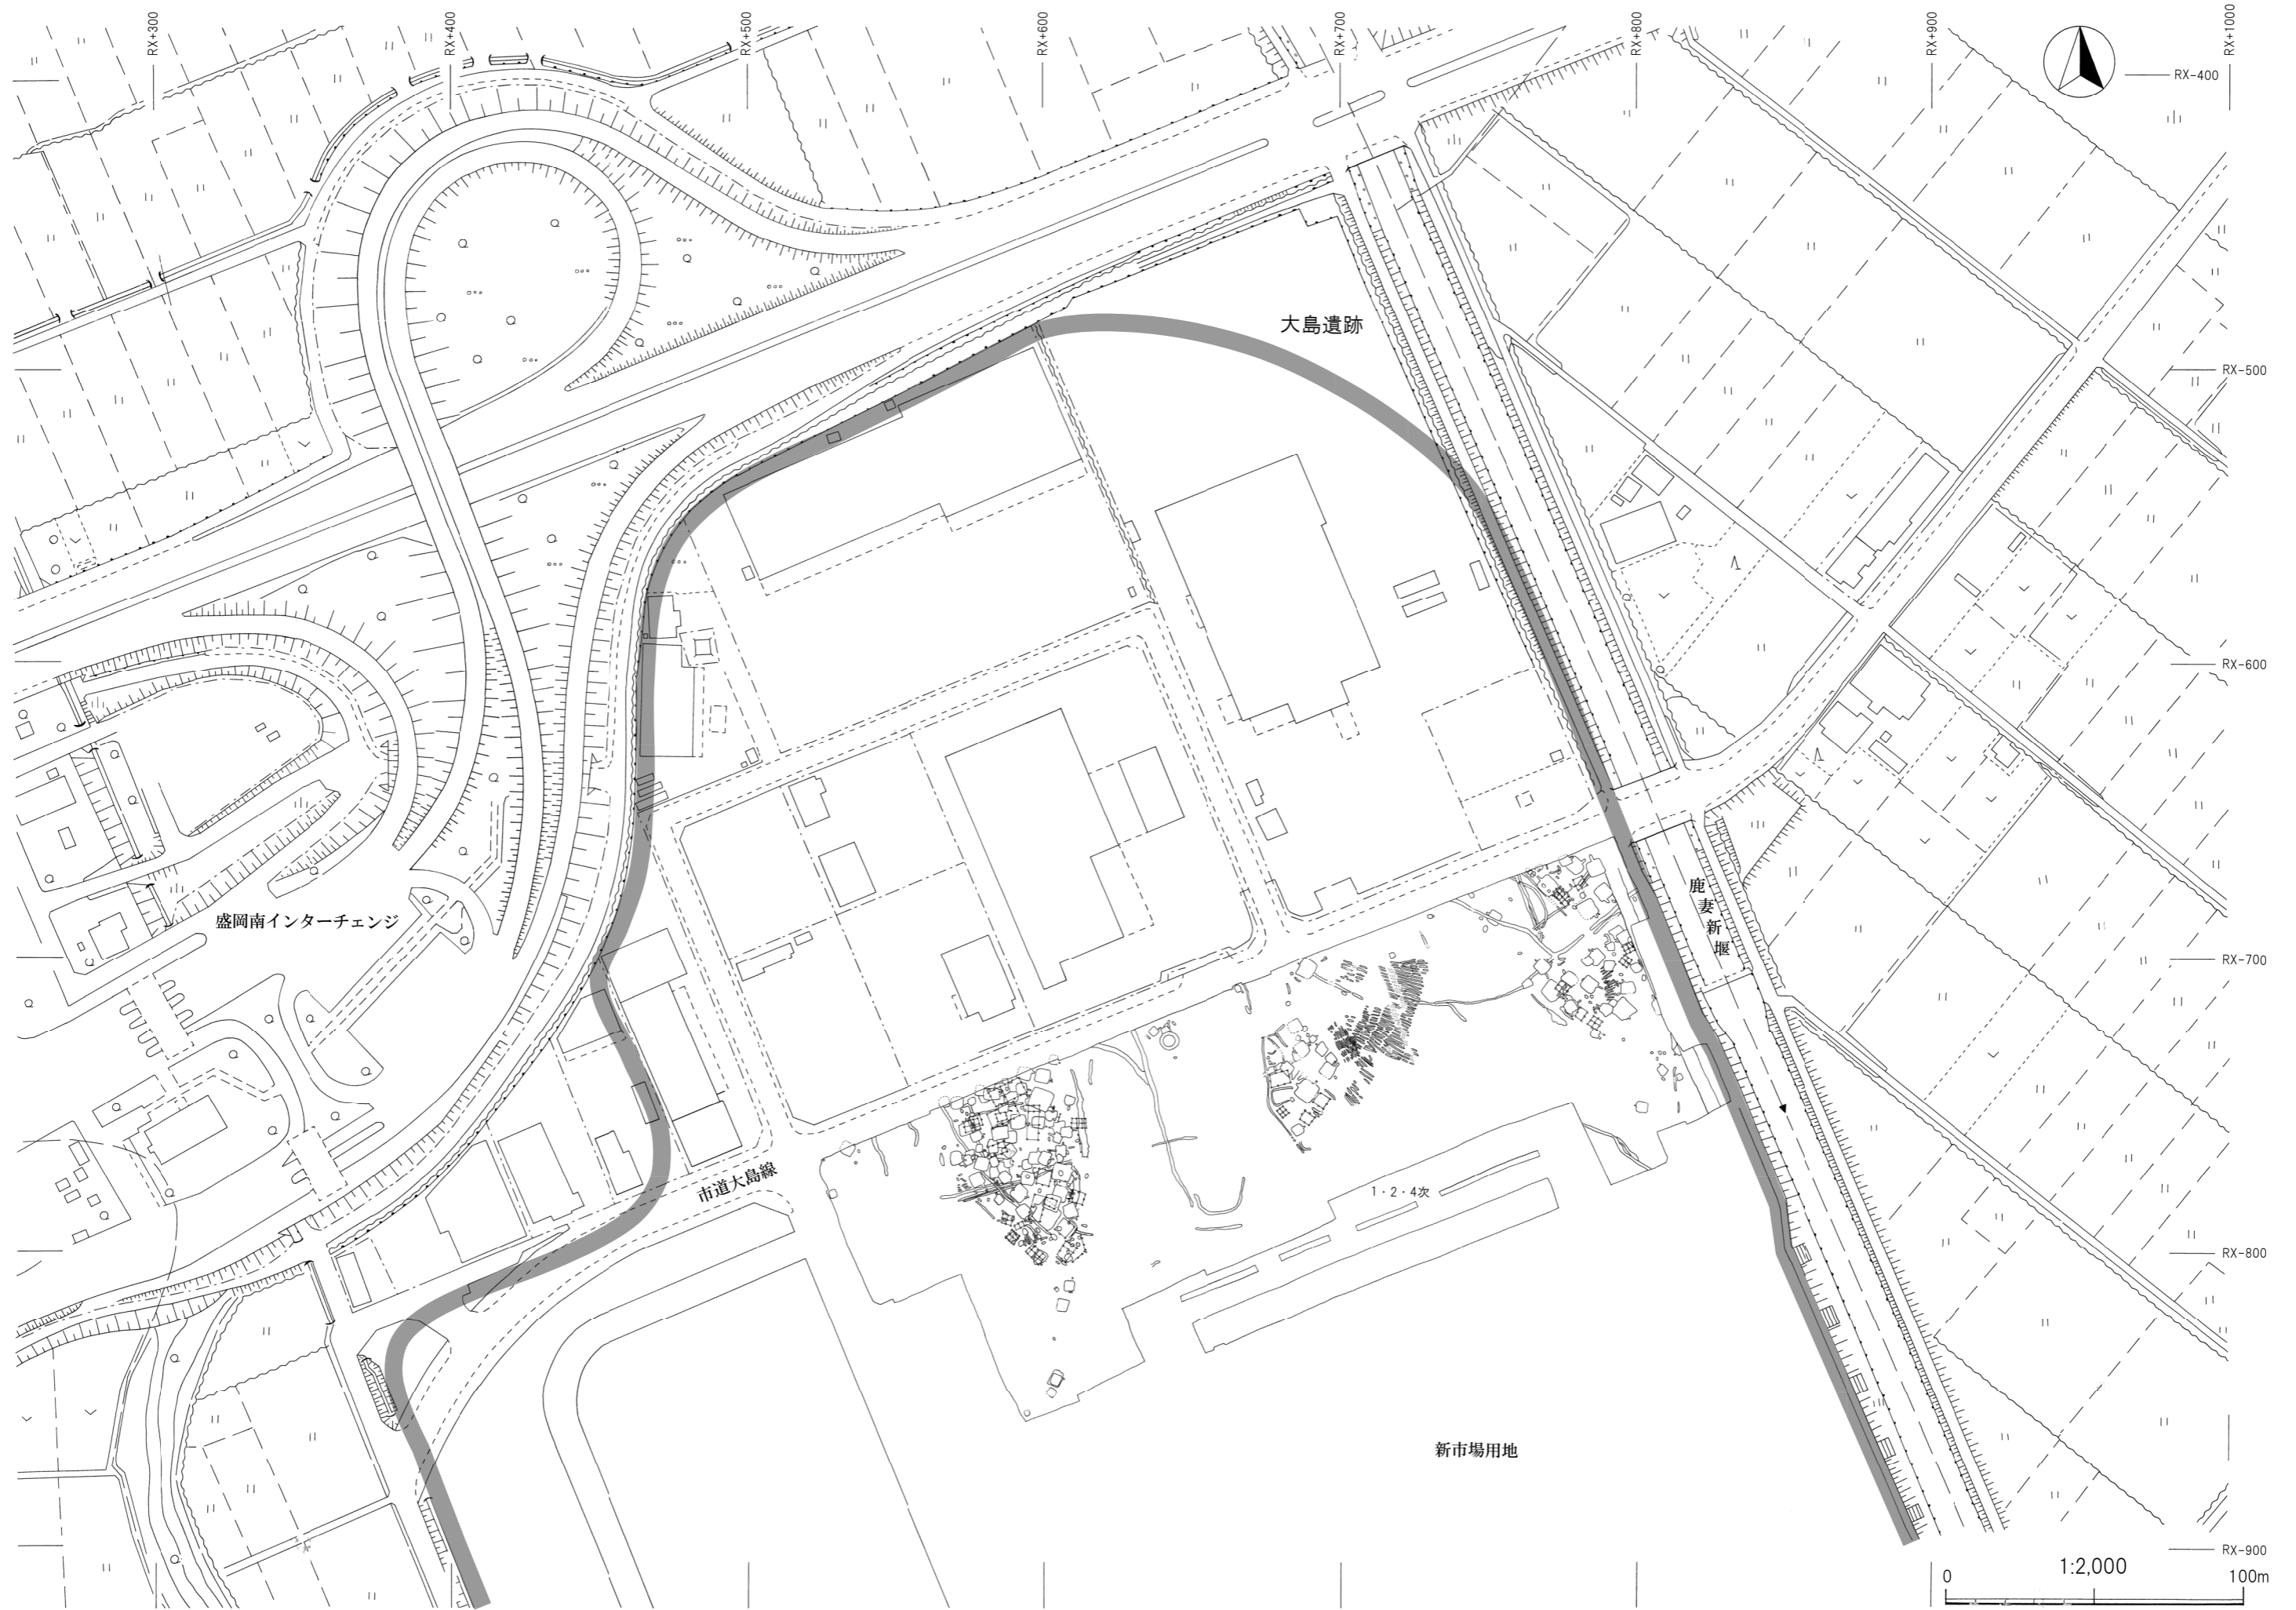 RX+300
RX+400
RX+500
RX+600
RX+700
RX+800
RX+900
RX+1000
RX-400
大島遺跡
RX-500
RX-600
盛岡南インターチェンジ
鹿妻新堰
RX-700
市道大島線
1・2・4次
RX-800
新市場用地
RX-900
1:2,000
0 100m